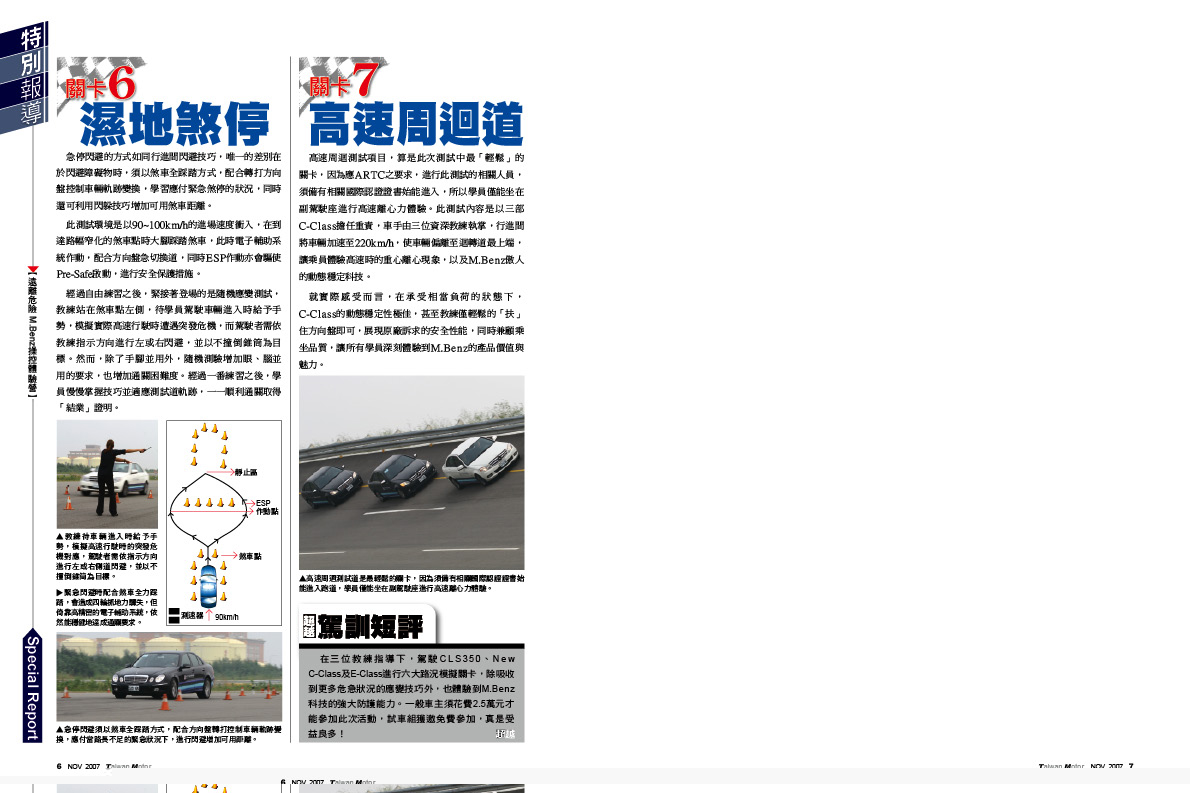 特別報導
【遠離危險 M.Benz操控體驗營】
Special Report
關卡6
濕地煞停
急停閃避的方式如同行進間閃避技巧，唯一的差別在
於閃避障礙物時，須以煞車全踩踏方式，配合轉打方向
盤控制車輛軌跡變換，學習應付緊急煞停的狀況，同時
還可利用閃躲技巧增加可用煞車距離。
此測試環境是以90~100km/h的進場速度衝入，在到
達路幅窄化的煞車點時大腳踩踏煞車，此時電子輔助系
統作動，配合方向盤急切換道，同時ESP作動亦會驅使
Pre-Safe啟動，進行安全保護措施。
經過自由練習之後，緊接著登場的是隨機應變測試，
教練站在煞車點左側，待學員駕駛車輛進入時給予手
勢，模擬實際高速行駛時遭遇突發危機，而駕駛者需依
教練指示方向進行左或右閃避，並以不撞倒錐筒為目
標。然而，除了手腳並用外，隨機測驗增加眼、腦並
用的要求，也增加通關困難度。經過一番練習之後，學
員慢慢掌握技巧並適應測試道軌跡，一一順利通關取得
「結業」證明。
▲教練待車輛進入時給予手
勢，模擬高速行駛時的突發危
機對應，駕駛者需依指示方向
進行左或右側道閃避，並以不
撞倒錐筒為目標。
▶緊急閃避時配合煞車全力踩
踏，會造成四輪抓地力驟失，但
倚靠高精密的電子輔助系統，依
然能穩健地達成過關要求。
靜止區
ESP
作動點
煞車點
測速器
90km/h
▲急停閃避須以煞車全踩踏方式，配合方向盤轉打控制車輛軌跡變
換，應付當路長不足的緊急狀況下，進行閃避增加可用距離。
關卡7
高速周迴道
高速周迴測試項目，算是此次測試中最「輕鬆」的
關卡，因為應ARTC之要求，進行此測試的相關人員，
須備有相關國際認證證書始能進入，所以學員僅能坐在
副駕駛座進行高速離心力體驗。此測試內容是以三部
C-Class擔任重責，車手由三位資深教練執掌，行進間
將車輛加速至220km/h，使車輛偏離至迴轉道最上端，
讓乘員體驗高速時的重心離心現象，以及M.Benz傲人
的動態穩定科技。
就實際感受而言，在承受相當負荷的狀態下，
C-Class的動態穩定性極佳，甚至教練僅輕鬆的「扶」
住方向盤即可，展現原廠訴求的安全性能，同時兼顧乘
坐品質，讓所有學員深刻體驗到M.Benz的產品價值與
魅力。
▲高速周迴測試道是最輕鬆的關卡，因為須備有相關國際認證證書始
能進入跑道，學員僅能坐在副駕駛座進行高速離心力體驗。
超越
駕訓短評
在三位教練指導下，駕駛CLS350、New
C-Class及E-Class進行六大路況模擬關卡，除吸收
到更多危急狀況的應變技巧外，也體驗到M.Benz
科技的強大防護能力。一般車主須花費2.5萬元才
能參加此次活動，試車組獲邀免費參加，真是受
益良多！
超越
6 NOV 2007 Taiwan Motor
Taiwan Motor NOV 2007 7
6 NOV 2007 Taiwan Motor